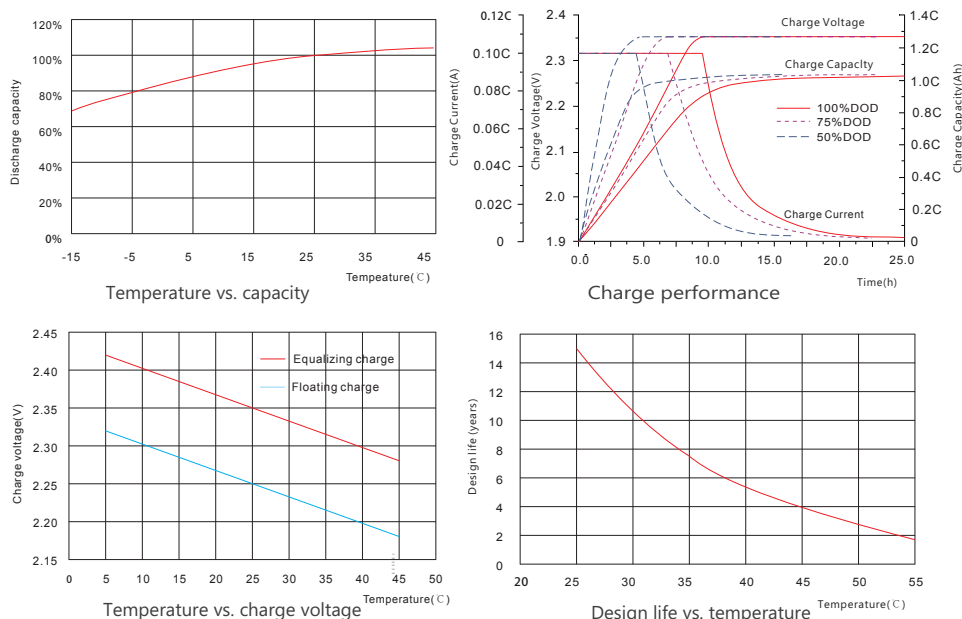 120%
100%
80%
60%
40%
20%
0%
Discharge capacity
-15 -5 5 15 25 35 45
Tempeature(℃)
Temperature vs. capacity
0.12C
0.10C
0.08C
0.06C
0.04C
0.02C
0
Charge Current(A)
2.4
2.3
2.2
2.1
2.0
1.9
Charge Voltage(V)
Charge Voltage
Charge CapacIty
100%DOD
75%DOD
50%DOD
Charge Current
1.4C
1.2C
1.0C
0.8C
0.6C
0.4C
0.2C
0
Charge Capacity(Ah)
0.0 5.0 10.0 15.0 20.0 25.0
Time(h)
Charge performance
2.45
2.40
2.35
2.30
2.25
2.20
2.15
Charge voltage(V)
Equalizing charge
Floating charge
0 5 10 15 20 25 30 35 40 45 50
Temperature(℃)
Temperature vs. charge voltage
16
14
12
10
8
6
4
2
0
Design life (years)
20 25 30 35 40 45 50 55
Temperature(℃)
Design life vs. temperature